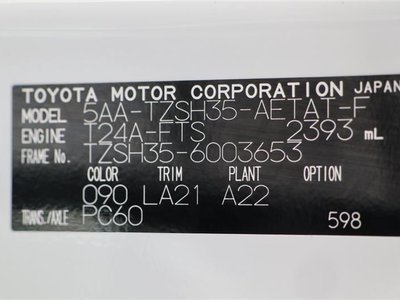 TOYOTA MOTOR CORPORATION JAPAN
MODEL 5AA-TZSH35-AETAT-F
ENGINE T24A-FTS 2393 mL
FRAME No. TZSH35-6003653
COLOR TRIM PLANT OPTION
090 LA21 A22
TRANS./AXLE PC60 598